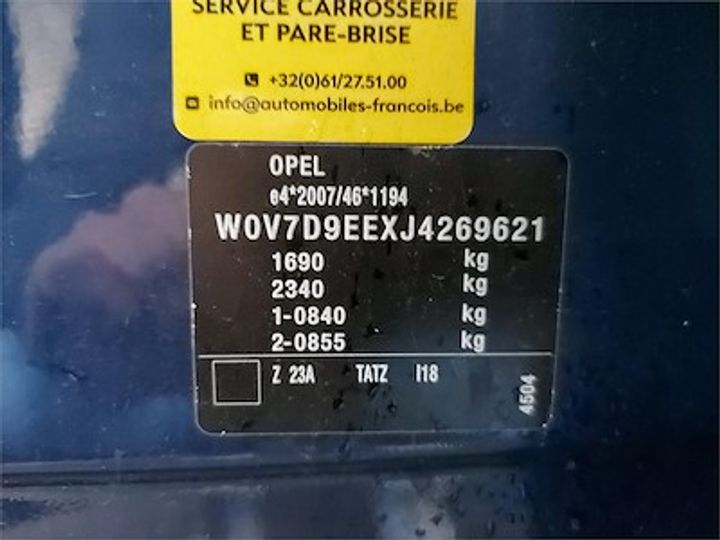 SERVICE CARROSSERIE
ET PARE-BRISE
+32(0)61/27.51.00
info@automobiles-francois.be
OPEL
e4*2007/46*1194
W0V7D9EEXJ4269621
1690 kg
2340 kg
1-0840 kg
2-0855 kg
Z 23A TATZ I18
4504